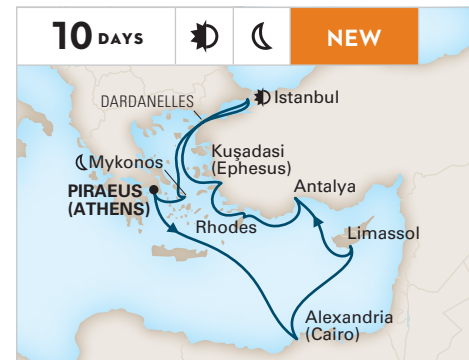 10 DAYS
NEW
DARDANELLES
Istanbul
Mykonos
Kuşadasi
(Ephesus)
PIRAEUS
(ATHENS)
Antalya
Rhodes
Limassol
Alexandria
(Cairo)